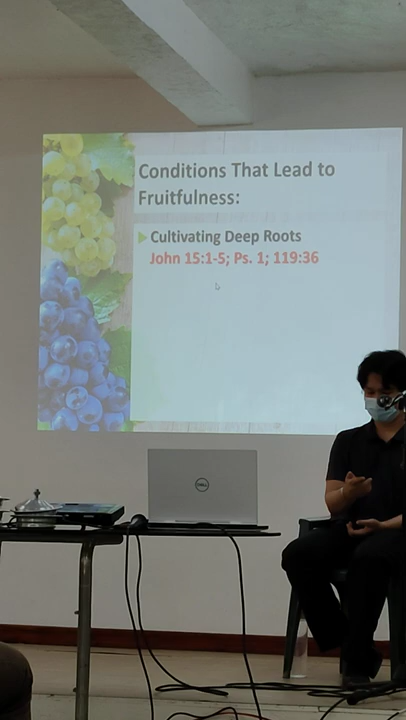 Conditions That Lead to
Fruitfulness:
Cultivating Deep Roots
John 15:1-5; Ps. 1; 119:36
DELL